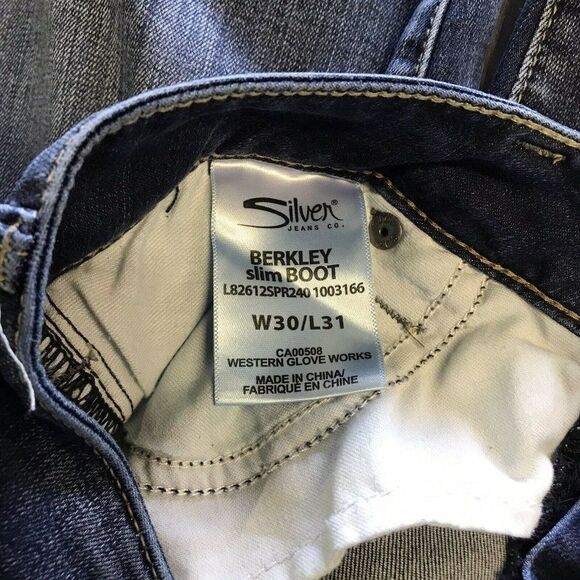 Silver®
JEANS CO.
BERKLEY
slim BOOT
L82612SPR240 1003166
W30/L31
CA00508
WESTERN GLOVE WORKS
MADE IN CHINA/
FABRIQUÉ EN CHINE